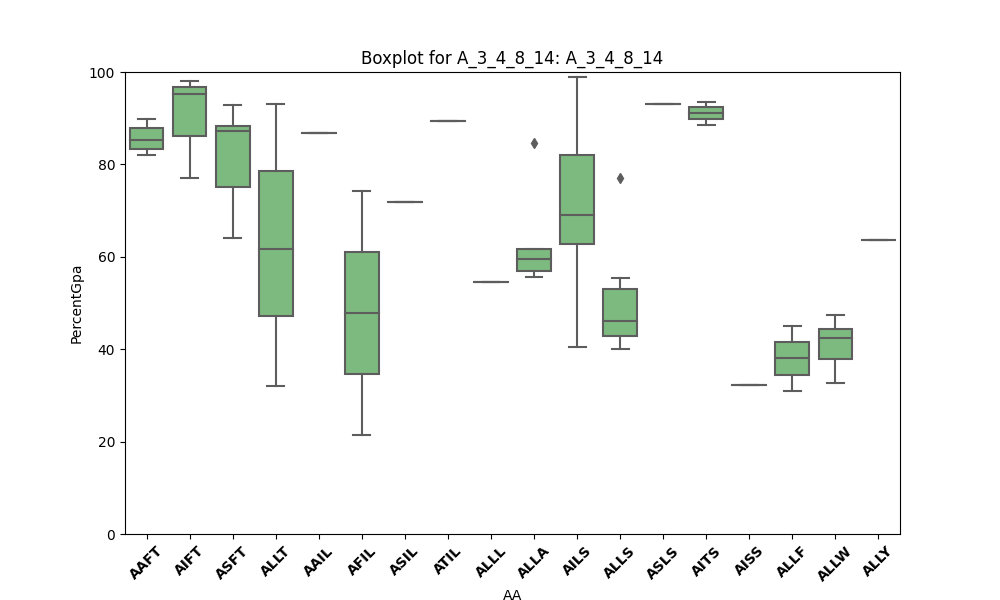 Boxplot for A_3_4_8_14: A_3_4_8_14
100
80
60
40
20
0
PercentGpa
AAFT AIFT ASFT ALLT AAIL AFIL ASIL ATIL ALLL ALLA AILS ALLS ASLS AITS AISS ALLF ALLW ALLY
AA